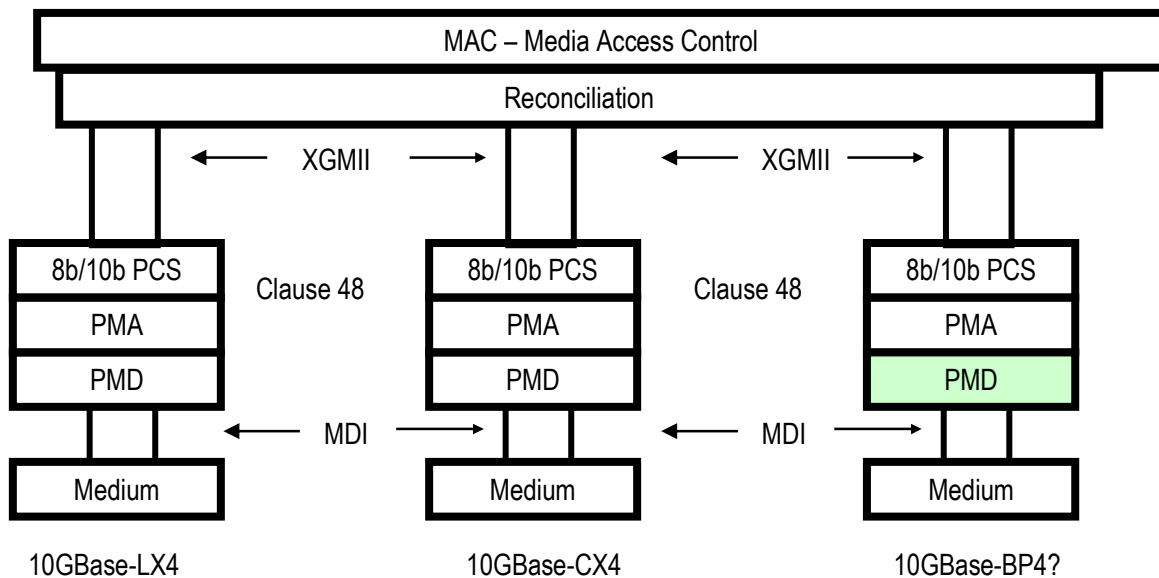 MAC – Media Access Control
Reconciliation
XGMII XGMII
8b/10b PCS 8b/10b PCS 8b/10b PCS
Clause 48 Clause 48
PMA PMA PMA
PMD PMD PMD
MDI MDI
Medium Medium Medium
10GBase-LX4 10GBase-CX4 10GBase-BP4?